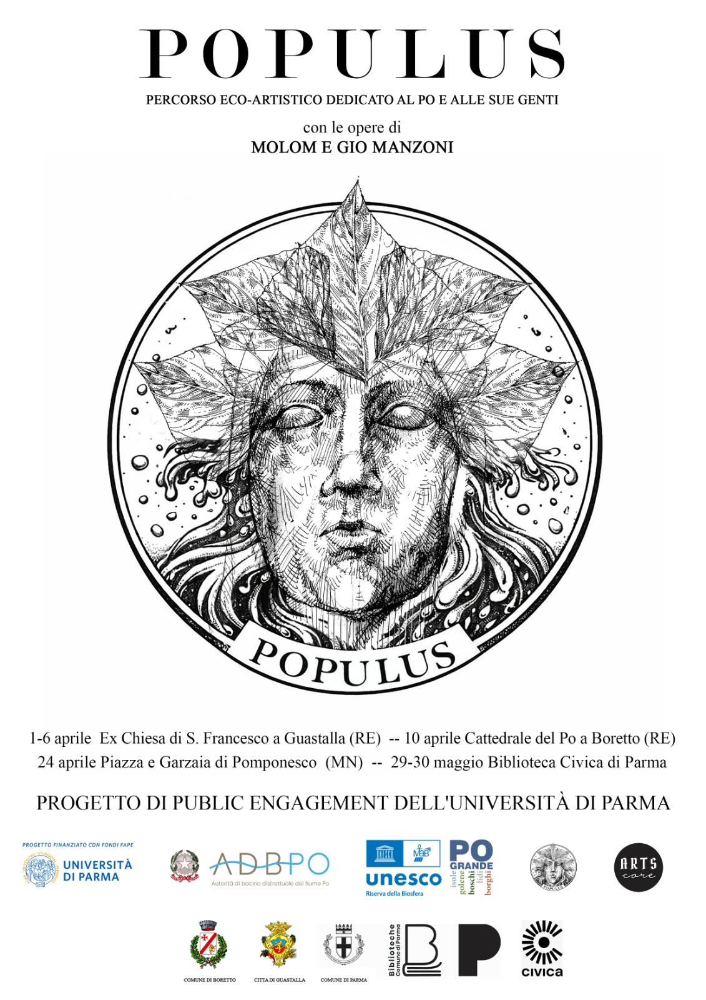 POPULUS
PERCORSO ECO-ARTISTICO DEDICATO AL PO E ALLE SUE GENTI
con le opere di
MOLOM E GIO MANZONI
POPULUS
1-6 aprile Ex Chiesa di S. Francesco a Guastalla (RE) -- 10 aprile Cattedrale del Po a Boretto (RE)
24 aprile Piazza e Garzaia di Pomponesco (MN) -- 29-30 maggio Biblioteca Civica di Parma
PROGETTO DI PUBLIC ENGAGEMENT DELL'UNIVERSITÀ DI PARMA
PROGETTO FINANZIATO CON FONDI FAPE
UNIVERSITÀ
DI PARMA
ADBPO
Autorità di bacino distrettuale del fiume Po
UNESCO
MaB
unesco
Riserva della Biosfera
PO
GRANDE
isole
golene
boschi
lidi
borghi
POPULUS
ARTS
core
COMUNE DI BORETTO
CITTA DI GUASTALLA
COMUNE DI PARMA
Biblioteche
Comune di Parma
B
P
CIVICA